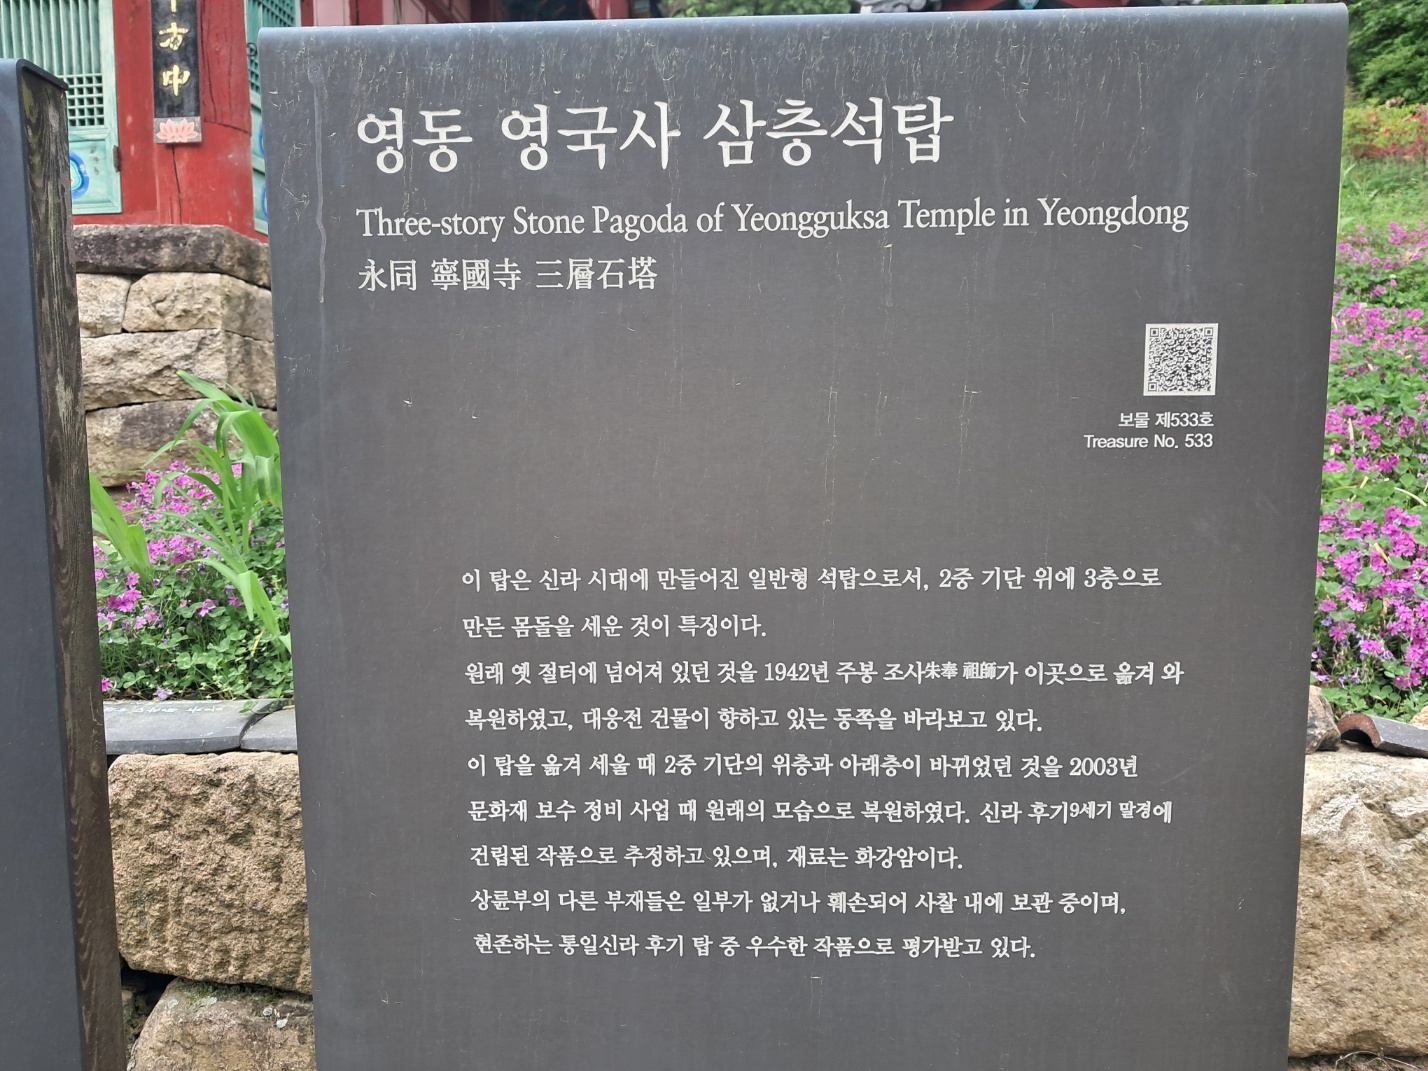 方中
영동 영국사 삼층석탑
Three-story Stone Pagoda of Yeongguksa Temple in Yeongdong
永同 寧國寺 三層石塔
보물 제533호
Treasure No. 533
이 탑은 신라 시대에 만들어진 일반형 석탑으로서, 2중 기단 위에 3층으로
만든 몸돌을 세운 것이 특징이다.
원래 옛 절터에 넘어져 있던 것을 1942년 주봉 조사朱奉 祖師가 이곳으로 옮겨 와
복원하였고, 대웅전 건물이 향하고 있는 동쪽을 바라보고 있다.
이 탑을 옮겨 세울 때 2중 기단의 위층과 아래층이 바뀌었던 것을 2003년
문화재 보수 정비 사업 때 원래의 모습으로 복원하였다. 신라 후기9세기 말경에
건립된 작품으로 추정하고 있으며, 재료는 화강암이다.
상륜부의 다른 부재들은 일부가 없거나 훼손되어 사찰 내에 보관 중이며,
현존하는 통일신라 후기 탑 중 우수한 작품으로 평가받고 있다.